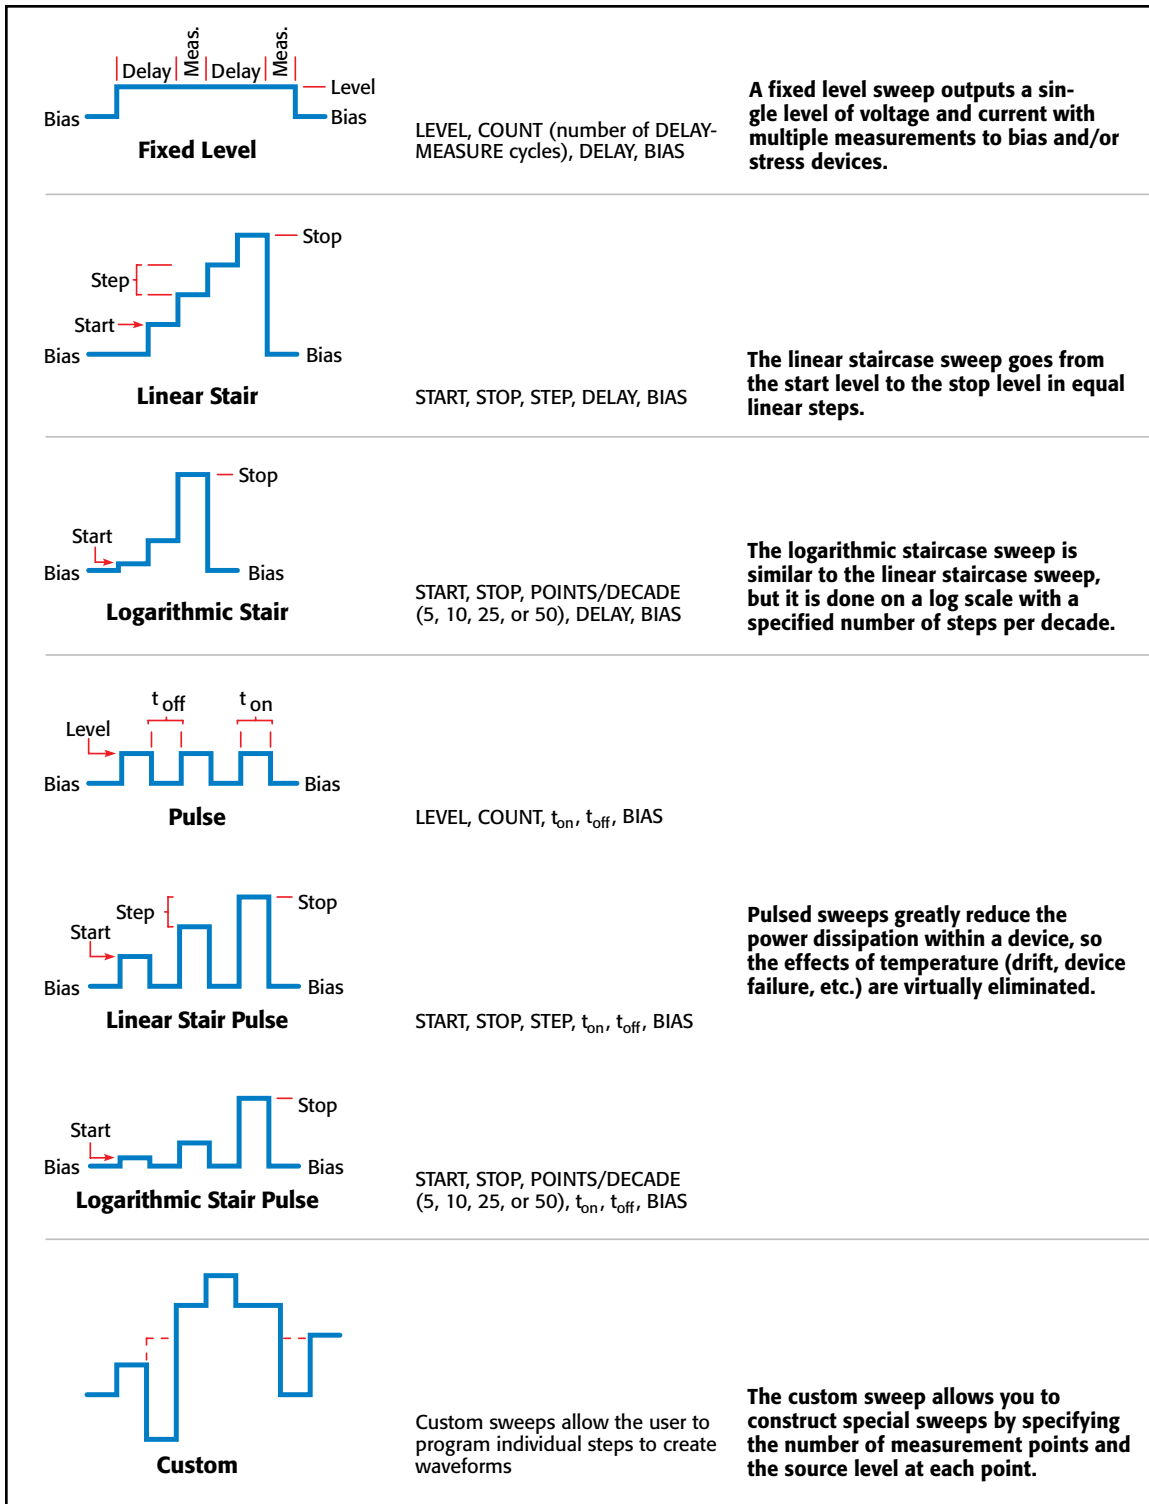 Delay Meas. Delay Meas.
Level
Bias Bias
Fixed Level
LEVEL, COUNT (number of DELAY-
MEASURE cycles), DELAY, BIAS
A fixed level sweep outputs a sin-
gle level of voltage and current with
multiple measurements to bias and/or
stress devices.
Stop
Step
Start
Bias Bias
Linear Stair
START, STOP, STEP, DELAY, BIAS
The linear staircase sweep goes from
the start level to the stop level in equal
linear steps.
Stop
Start
Bias Bias
Logarithmic Stair
START, STOP, POINTS/DECADE
(5, 10, 25, or 50), DELAY, BIAS
The logarithmic staircase sweep is
similar to the linear staircase sweep,
but it is done on a log scale with a
specified number of steps per decade.
t off t on
Level
Bias Bias
Pulse
LEVEL, COUNT, ton, toff, BIAS
Stop
Step
Start
Bias Bias
Linear Stair Pulse
START, STOP, STEP, ton, toff, BIAS
Pulsed sweeps greatly reduce the
power dissipation within a device, so
the effects of temperature (drift, device
failure, etc.) are virtually eliminated.
Stop
Start
Bias Bias
Logarithmic Stair Pulse
START, STOP, POINTS/DECADE
(5, 10, 25, or 50), ton, toff, BIAS
Custom
Custom sweeps allow the user to
program individual steps to create
waveforms
The custom sweep allows you to
construct special sweeps by specifying
the number of measurement points and
the source level at each point.